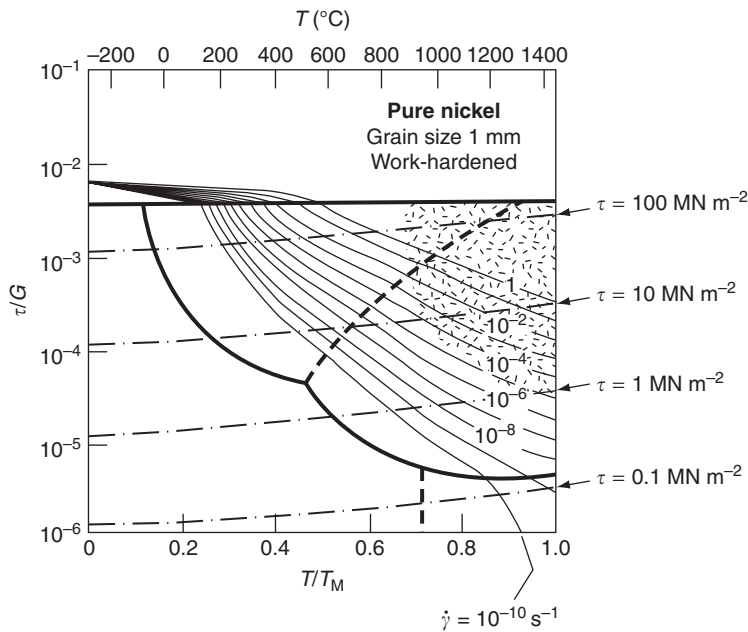 T (°C)
−200 0 200 400 600 800 1000 1200 1400
10⁻¹
Pure nickel
Grain size 1 mm
Work-hardened
10⁻²
τ = 100 MN m⁻²
10⁻³
τ/G
1
τ = 10 MN m⁻²
10⁻²
10⁻⁴
10⁻⁴
τ = 1 MN m⁻²
10⁻⁶
10⁻⁸
10⁻⁵
τ = 0.1 MN m⁻²
10⁻⁶
0 0.2 0.4 0.6 0.8 1.0
T/T_M
γ̇ = 10⁻¹⁰ s⁻¹